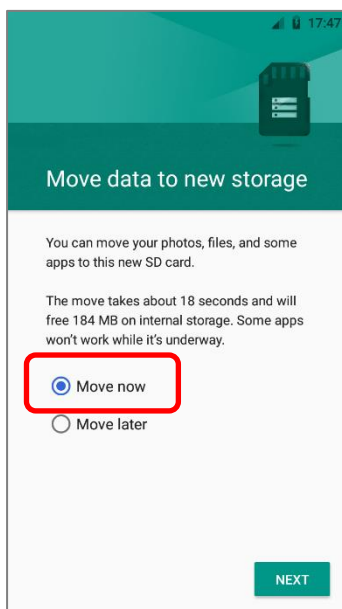 17:47
Move data to new storage
You can move your photos, files, and some
apps to this new SD card.
The move takes about 18 seconds and will
free 184 MB on internal storage. Some apps
won't work while it's underway.
Move now
Move later
NEXT